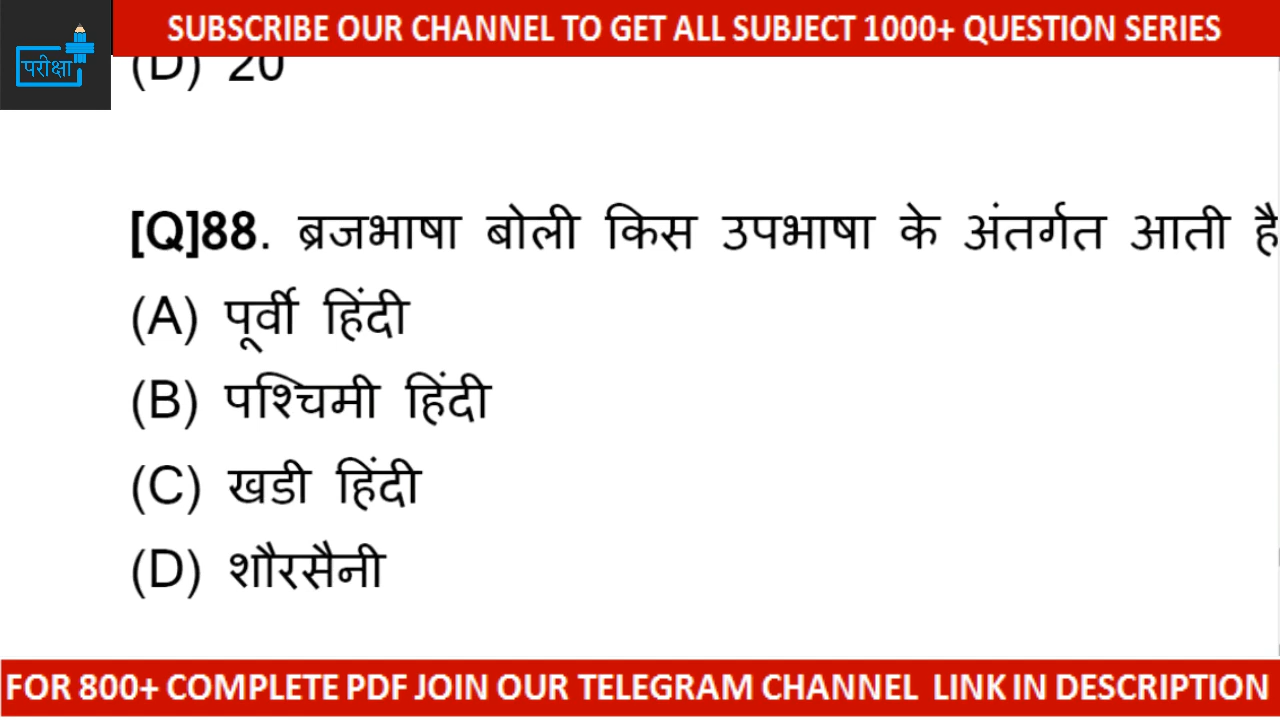 SUBSCRIBE OUR CHANNEL TO GET ALL SUBJECT 1000+ QUESTION SERIES
परीक्षा
(D) 20
[Q]88. ब्रजभाषा बोली किस उपभाषा के अंतर्गत आती है
(A) पूर्वी हिंदी
(B) पश्चिमी हिंदी
(C) खडी हिंदी
(D) शौरसैनी
FOR 800+ COMPLETE PDF JOIN OUR TELEGRAM CHANNEL LINK IN DESCRIPTION